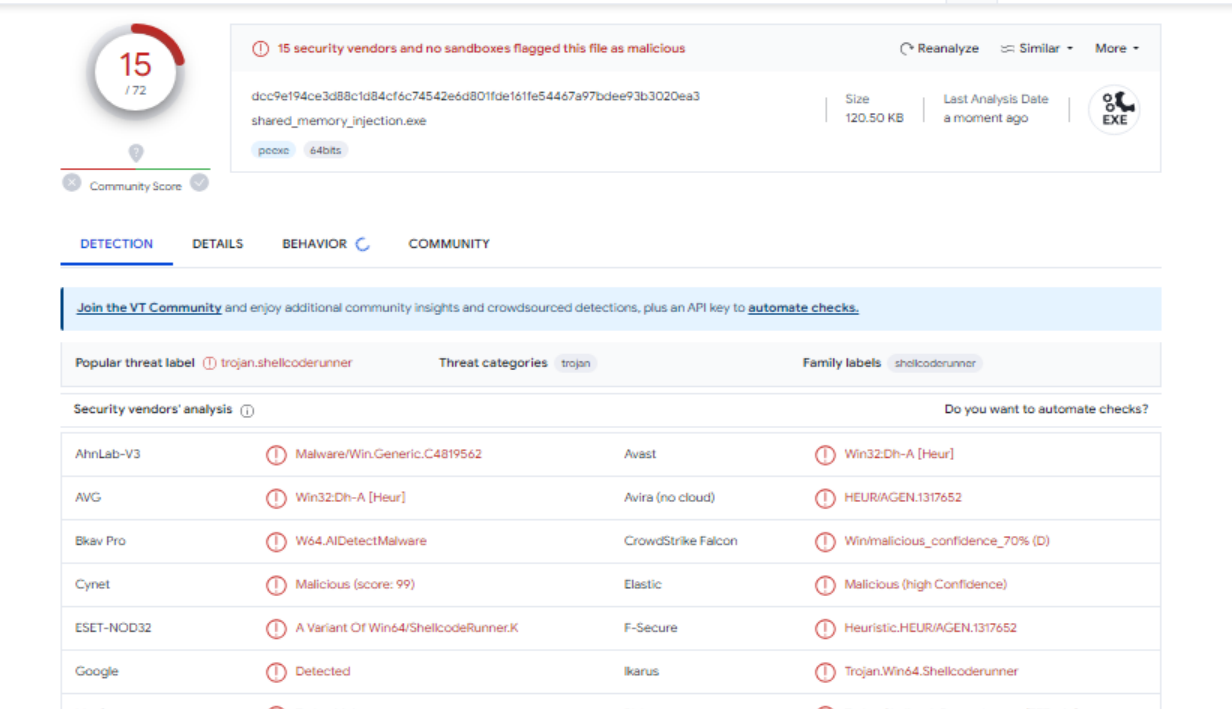 15
/ 72
Community Score
15 security vendors and no sandboxes flagged this file as malicious
Reanalyze Similar More
dcc9e194ce3d88c1d84cf6c74542e6d801fde161fe54467a97bdee93b3020ea3
shared_memory_injection.exe
peexe 64bits
Size
120.50 KB
Last Analysis Date
a moment ago
EXE
DETECTION DETAILS BEHAVIOR COMMUNITY
Join the VT Community and enjoy additional community insights and crowdsourced detections, plus an API key to automate checks.
Popular threat label trojan.shellcoderunner Threat categories trojan Family labels shellcoderunner
Security vendors' analysis Do you want to automate checks?
AhnLab-V3 Malware/Win.Generic.C4819562 Avast Win32:Dh-A [Heur]
AVG Win32:Dh-A [Heur] Avira (no cloud) HEUR/AGEN.1317652
Bkav Pro W64.AIDetectMalware CrowdStrike Falcon Win/malicious_confidence_70% (D)
Cynet Malicious (score: 99) Elastic Malicious (high Confidence)
ESET-NOD32 A Variant Of Win64/ShellcodeRunner.K F-Secure Heuristic.HEUR/AGEN.1317652
Google Detected Ikarus Trojan.Win64.Shellcoderunner